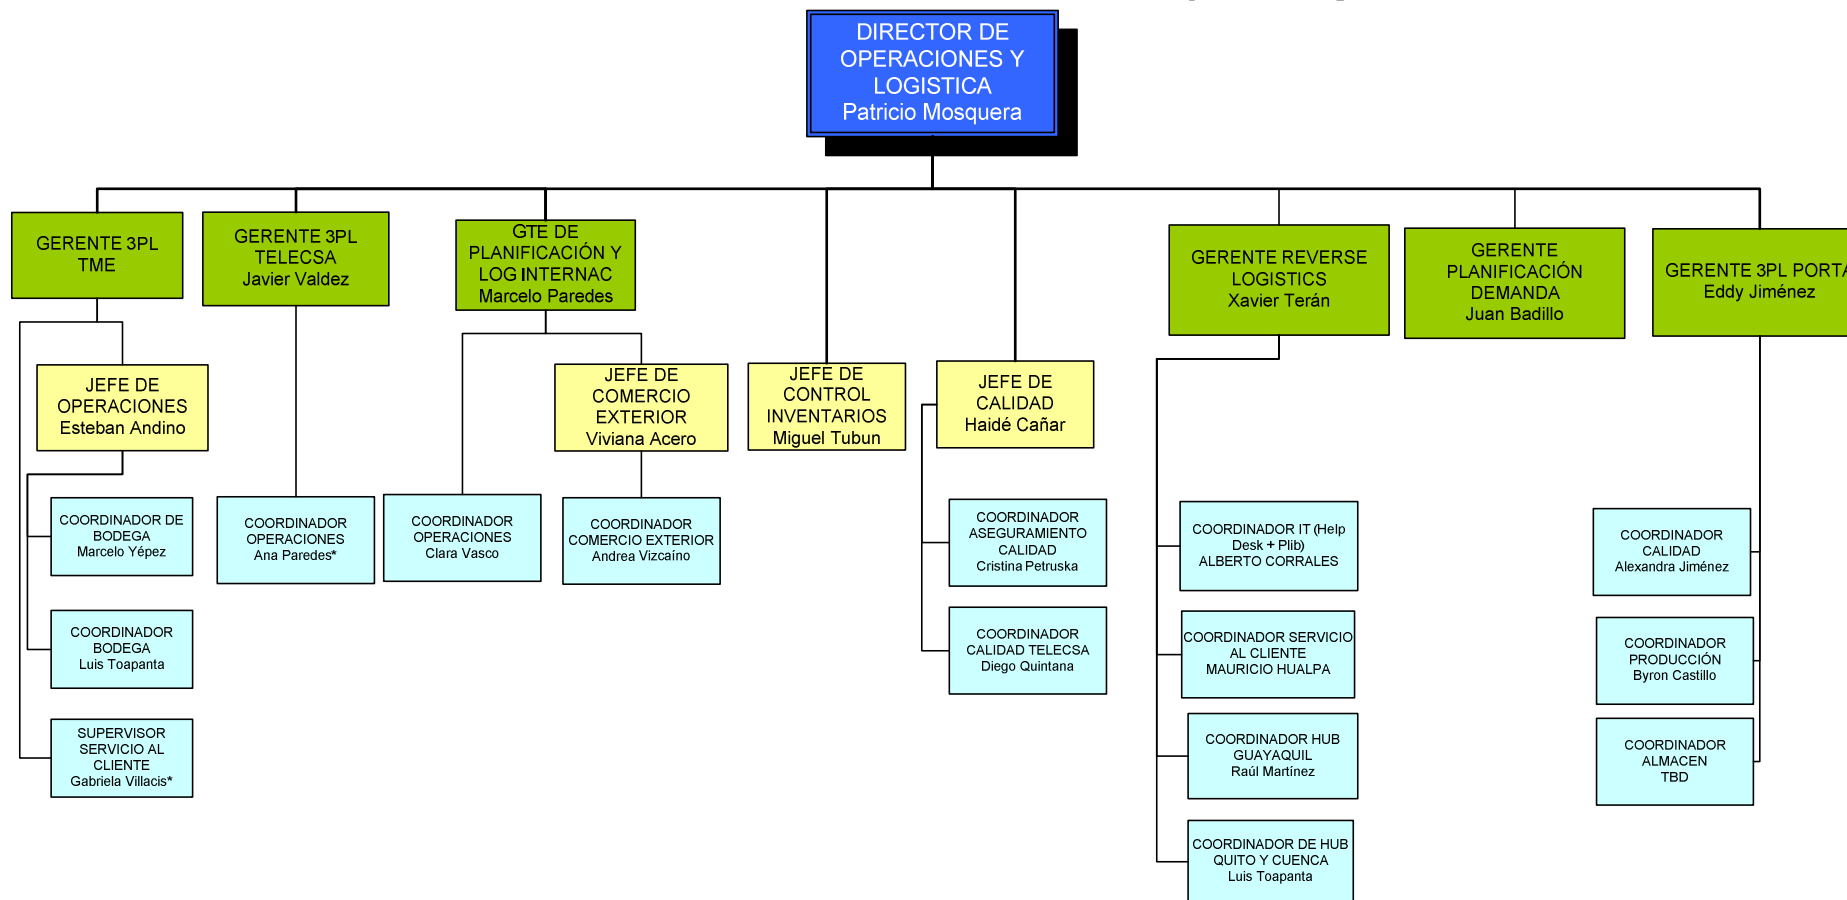 DIRECTOR DE
OPERACIONES Y
LOGISTICA
Patricio Mosquera
GERENTE 3PL
TME
GERENTE 3PL
TELECSA
Javier Valdez
GTE DE
PLANIFICACIÓN Y
LOG INTERNAC
Marcelo Paredes
GERENTE REVERSE
LOGISTICS
Xavier Terán
GERENTE
PLANIFICACIÓN
DEMANDA
Juan Badillo
GERENTE 3PL PORTA
Eddy Jiménez
JEFE DE
OPERACIONES
Esteban Andino
JEFE DE
COMERCIO
EXTERIOR
Viviana Acero
JEFE DE
CONTROL
INVENTARIOS
Miguel Tubun
JEFE DE
CALIDAD
Haidé Cañar
COORDINADOR DE
BODEGA
Marcelo Yépez
COORDINADOR
OPERACIONES
Ana Paredes*
COORDINADOR
OPERACIONES
Clara Vasco
COORDINADOR
COMERCIO EXTERIOR
Andrea Vizcaíno
COORDINADOR
ASEGURAMIENTO
CALIDAD
Cristina Petruska
COORDINADOR IT (Help
Desk + Plib)
ALBERTO CORRALES
COORDINADOR
CALIDAD
Alexandra Jiménez
COORDINADOR
BODEGA
Luis Toapanta
COORDINADOR
CALIDAD TELECSA
Diego Quintana
COORDINADOR SERVICIO
AL CLIENTE
MAURICIO HUALPA
COORDINADOR
PRODUCCIÓN
Byron Castillo
SUPERVISOR
SERVICIO AL
CLIENTE
Gabriela Villacis*
COORDINADOR HUB
GUAYAQUIL
Raúl Martínez
COORDINADOR
ALMACEN
TBD
COORDINADOR DE HUB
QUITO Y CUENCA
Luis Toapanta